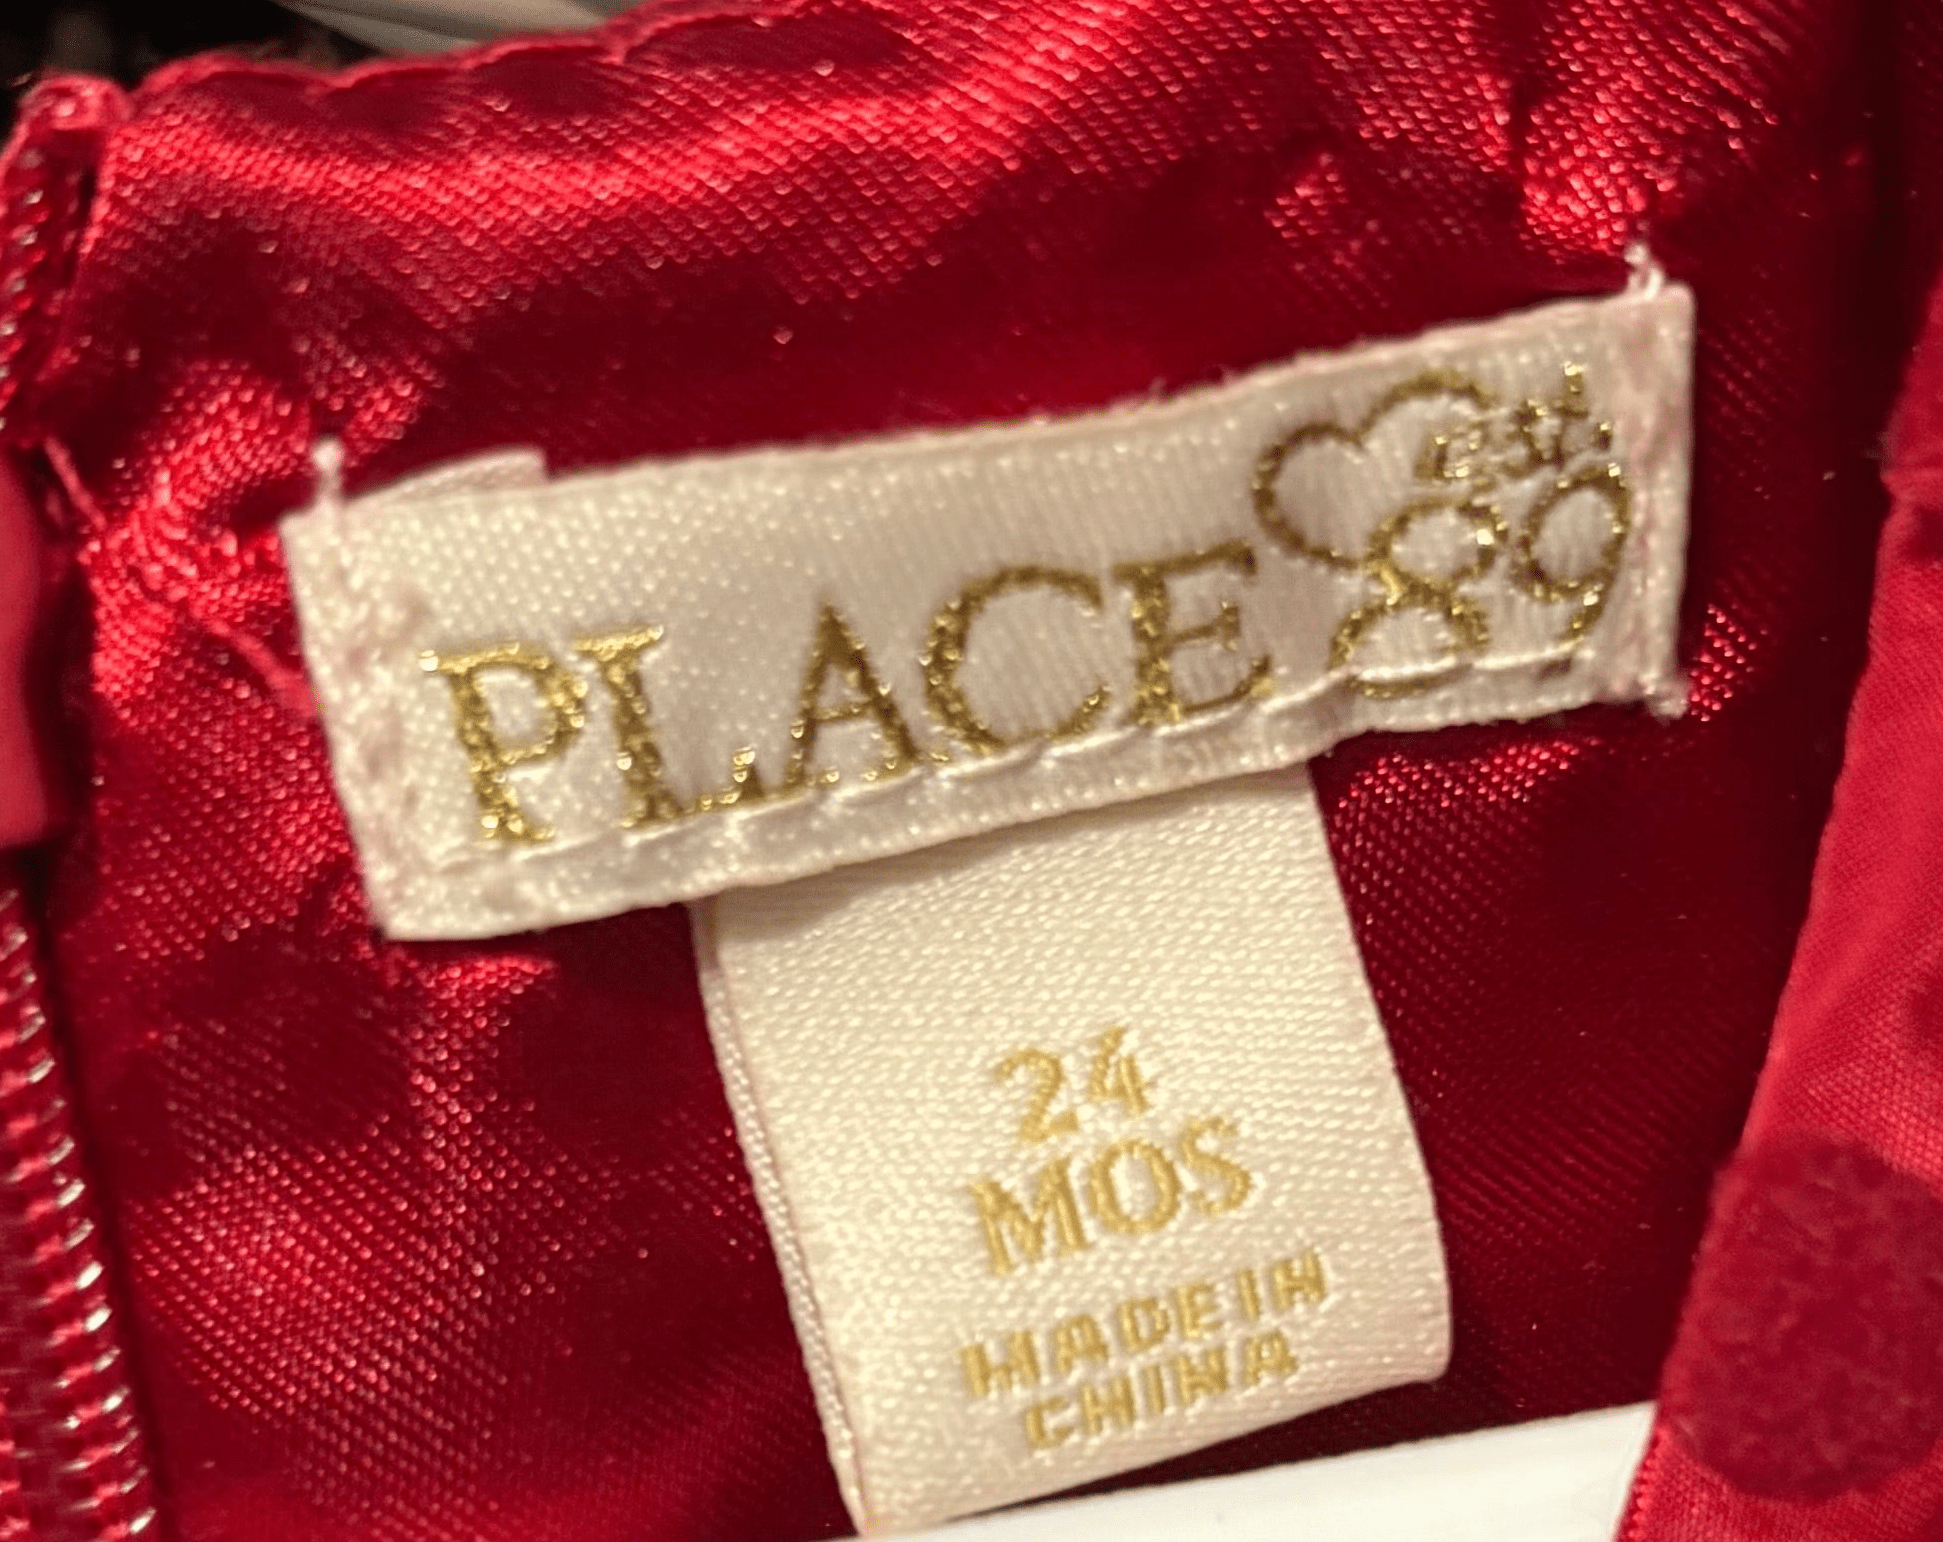 PLACE est. 89
24
MOS
MADE IN
CHINA